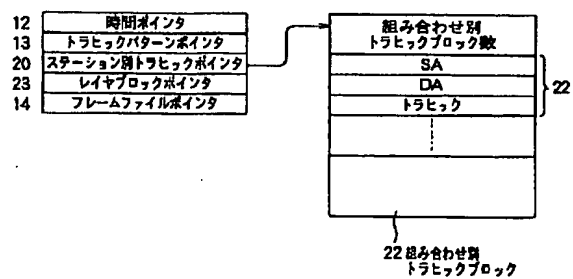 12 時間ポインタ
13 トラヒックパターンポインタ
20 ステーション別トラヒックポインタ
23 レイヤブロックポインタ
14 フレームファイルポインタ
組み合わせ別
トラヒックブロック数
SA
DA
トラヒック
22
22 組み合わせ別
トラヒックブロック